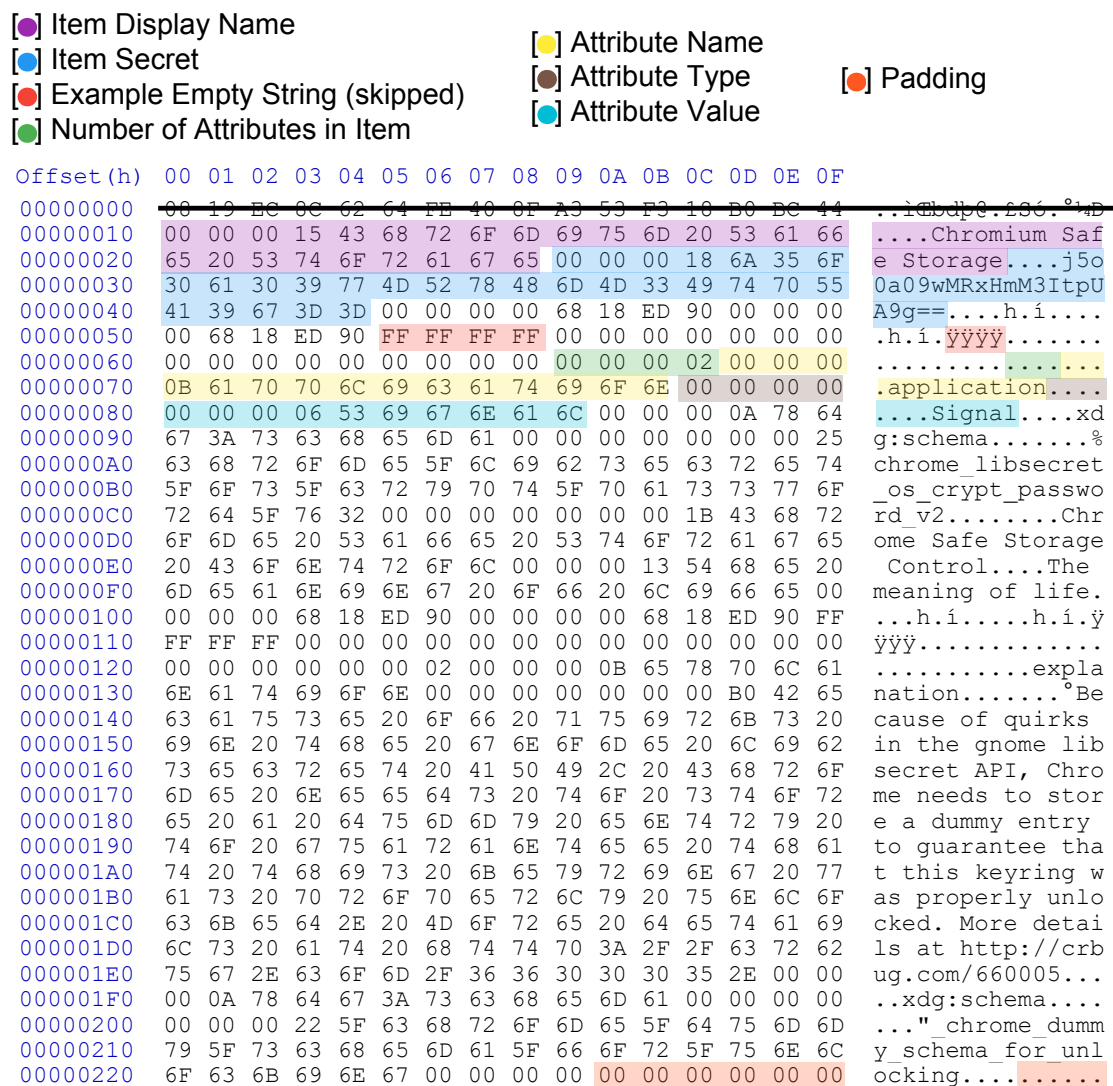 [●] Item Display Name
[●] Item Secret
[●] Example Empty String (skipped)
[●] Number of Attributes in Item
[●] Attribute Name
[●] Attribute Type
[●] Attribute Value
[●] Padding
Offset(h) 00 01 02 03 04 05 06 07 08 09 0A 0B 0C 0D 0E 0F
00000000 08 19 EC 8C 62 64 FE 40 8F A3 53 F3 18 B0 BC 44 ..ìŒbdþ@.£Só.°¼D
00000010 00 00 00 15 43 68 72 6F 6D 69 75 6D 20 53 61 66 ....Chromium Saf
00000020 65 20 53 74 6F 72 61 67 65 00 00 00 18 6A 35 6F e Storage....j5o
00000030 30 61 30 39 77 4D 52 78 48 6D 4D 33 49 74 70 55 0a09wMRxHmM3ItpU
00000040 41 39 67 3D 3D 00 00 00 00 68 18 ED 90 00 00 00 A9g==....h.í....
00000050 00 68 18 ED 90 FF FF FF FF 00 00 00 00 00 00 00 .h.í.ÿÿÿÿ.......
00000060 00 00 00 00 00 00 00 00 00 00 00 00 02 00 00 00 ................
00000070 0B 61 70 70 6C 69 63 61 74 69 6F 6E 00 00 00 00 .application....
00000080 00 00 00 06 53 69 67 6E 61 6C 00 00 00 0A 78 64 ....Signal....xd
00000090 67 3A 73 63 68 65 6D 61 00 00 00 00 00 00 00 25 g:schema.......%
000000A0 63 68 72 6F 6D 65 5F 6C 69 62 73 65 63 72 65 74 chrome_libsecret
000000B0 5F 6F 73 5F 63 72 79 70 74 5F 70 61 73 73 77 6F _os_crypt_passwo
000000C0 72 64 5F 76 32 00 00 00 00 00 00 00 1B 43 68 72 rd_v2........Chr
000000D0 6F 6D 65 20 53 61 66 65 20 53 74 6F 72 61 67 65 ome Safe Storage
000000E0 20 43 6F 6E 74 72 6F 6C 00 00 00 13 54 68 65 20 Control....The
000000F0 6D 65 61 6E 69 6E 67 20 6F 66 20 6C 69 66 65 00 meaning of life.
00000100 00 00 00 68 18 ED 90 00 00 00 00 68 18 ED 90 FF ...h.í.....h.í.ÿ
00000110 FF FF FF 00 00 00 00 00 00 00 00 00 00 00 00 00 ÿÿÿ.............
00000120 00 00 00 00 00 00 02 00 00 00 0B 65 78 70 6C 61 ...........expla
00000130 6E 61 74 69 6F 6E 00 00 00 00 00 00 00 B0 42 65 nation.......°Be
00000140 63 61 75 73 65 20 6F 66 20 71 75 69 72 6B 73 20 cause of quirks
00000150 69 6E 20 74 68 65 20 67 6E 6F 6D 65 20 6C 69 62 in the gnome lib
00000160 73 65 63 72 65 74 20 41 50 49 2C 20 43 68 72 6F secret API, Chro
00000170 6D 65 20 6E 65 65 64 73 20 74 6F 20 73 74 6F 72 me needs to stor
00000180 65 20 61 20 64 75 6D 6D 79 20 65 6E 74 72 79 20 e a dummy entry
00000190 74 6F 20 67 75 61 72 61 6E 74 65 65 20 74 68 61 to guarantee tha
000001A0 74 20 74 68 69 73 20 6B 65 79 72 69 6E 67 20 77 t this keyring w
000001B0 61 73 20 70 72 6F 70 65 72 6C 79 20 75 6E 6C 6F as properly unlo
000001C0 63 6B 65 64 2E 20 4D 6F 72 65 20 64 65 74 61 69 cked. More detai
000001D0 6C 73 20 61 74 20 68 74 74 70 3A 2F 2F 63 72 62 ls at http://crb
000001E0 75 67 2E 63 6F 6D 2F 36 36 30 30 30 35 2E 00 00 ug.com/660005...
000001F0 00 0A 78 64 67 3A 73 63 68 65 6D 61 00 00 00 00 ..xdg:schema....
00000200 00 00 00 22 5F 63 68 72 6F 6D 65 5F 64 75 6D 6D ..."_chrome_dumm
00000210 79 5F 73 63 68 65 6D 61 5F 66 6F 72 5F 75 6E 6C y_schema_for_unl
00000220 6F 63 6B 69 6E 67 00 00 00 00 00 00 00 00 00 00 ocking..........